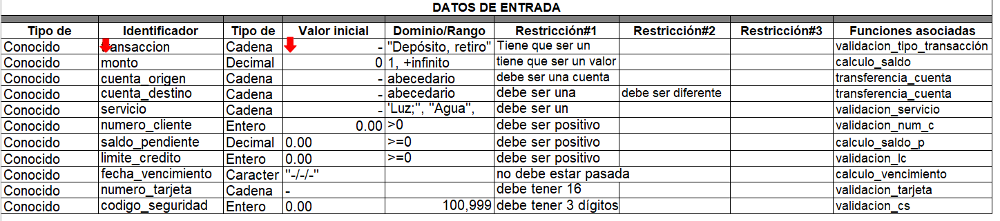 DATOS DE ENTRADA
Tipo de Identificador Tipo de Valor inicial Dominio/Rango Restricción#1 Restricción#2 Restricción#3 Funciones asociadas
Conocido transaccion Cadena - "Depósito, retiro" Tiene que ser un validacion_tipo_transacción
Conocido monto Decimal 0 1, +infinito tiene que ser un valor calculo_saldo
Conocido cuenta_origen Cadena - abecedario debe ser una cuenta transferencia_cuenta
Conocido cuenta_destino Cadena - abecedario debe ser una debe ser diferente transferencia_cuenta
Conocido servicio Cadena - 'Luz;", "Agua", debe ser un validacion_servicio
Conocido numero_cliente Entero 0.00 >0 debe ser positivo validacion_num_c
Conocido saldo_pendiente Decimal 0.00 >=0 debe ser positivo calculo_saldo_p
Conocido limite_credito Entero 0.00 >=0 debe ser positivo validacion_lc
Conocido fecha_vencimiento Caracter "-/-/-" no debe estar pasada calculo_vencimiento
Conocido numero_tarjeta Cadena - debe tener 16 validacion_tarjeta
Conocido codigo_seguridad Entero 0.00 100,999 debe tener 3 dígitos validacion_cs